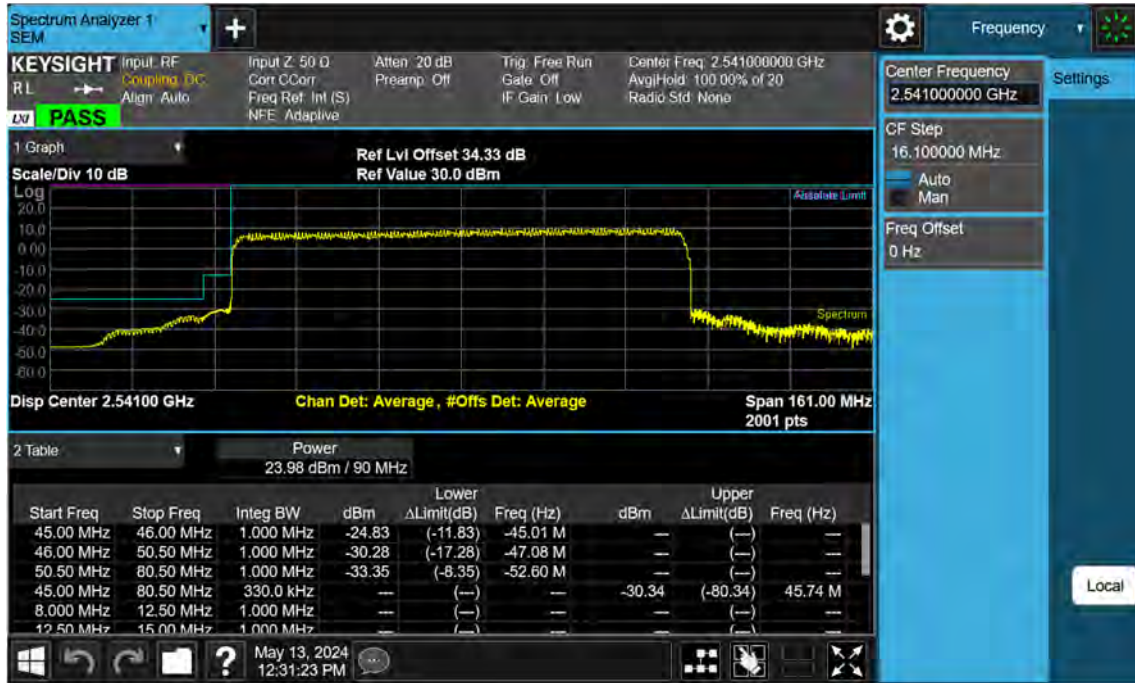 Spectrum Analyzer 1
SEM
+
Frequency
KEYSIGHT
RL
LXI
PASS
Input: RF
Coupling: DC
Align: Auto
Input Z: 50 Ω
Corr CCorr
Freq Ref: Int (S)
NFE: Adaptive
Atten: 20 dB
Preamp: Off
Trig: Free Run
Gate: Off
IF Gain: Low
Center Freq: 2.541000000 GHz
Avg|Hold: 100.00% of 20
Radio Std: None
Center Frequency
2.541000000 GHz
Settings
CF Step
16.100000 MHz
Auto
Man
Freq Offset
0 Hz
1 Graph
Scale/Div 10 dB
Ref Lvl Offset 34.33 dB
Ref Value 30.0 dBm
Log
20.0
10.0
0.00
-10.0
-20.0
-30.0
-40.0
-50.0
-60.0
Absolute Limit
Spectrum
Disp Center 2.54100 GHz
Chan Det: Average, #Offs Det: Average
Span 161.00 MHz
2001 pts
2 Table
Power
23.98 dBm / 90 MHz
Lower Upper
Start Freq Stop Freq Integ BW dBm ΔLimit(dB) Freq (Hz) dBm ΔLimit(dB) Freq (Hz)
45.00 MHz 46.00 MHz 1.000 MHz -24.83 (-11.83) -45.01 M --- (---) ---
46.00 MHz 50.50 MHz 1.000 MHz -30.28 (-17.28) -47.08 M --- (---) ---
50.50 MHz 80.50 MHz 1.000 MHz -33.35 (-8.35) -52.60 M --- (---) ---
45.00 MHz 80.50 MHz 330.0 kHz --- (---) --- -30.34 (-80.34) 45.74 M
8.000 MHz 12.50 MHz 1.000 MHz --- (---) --- --- (---) ---
12.50 MHz 15.00 MHz 1.000 MHz --- (---) --- --- (---) ---
Local
?
May 13, 2024
12:31:23 PM